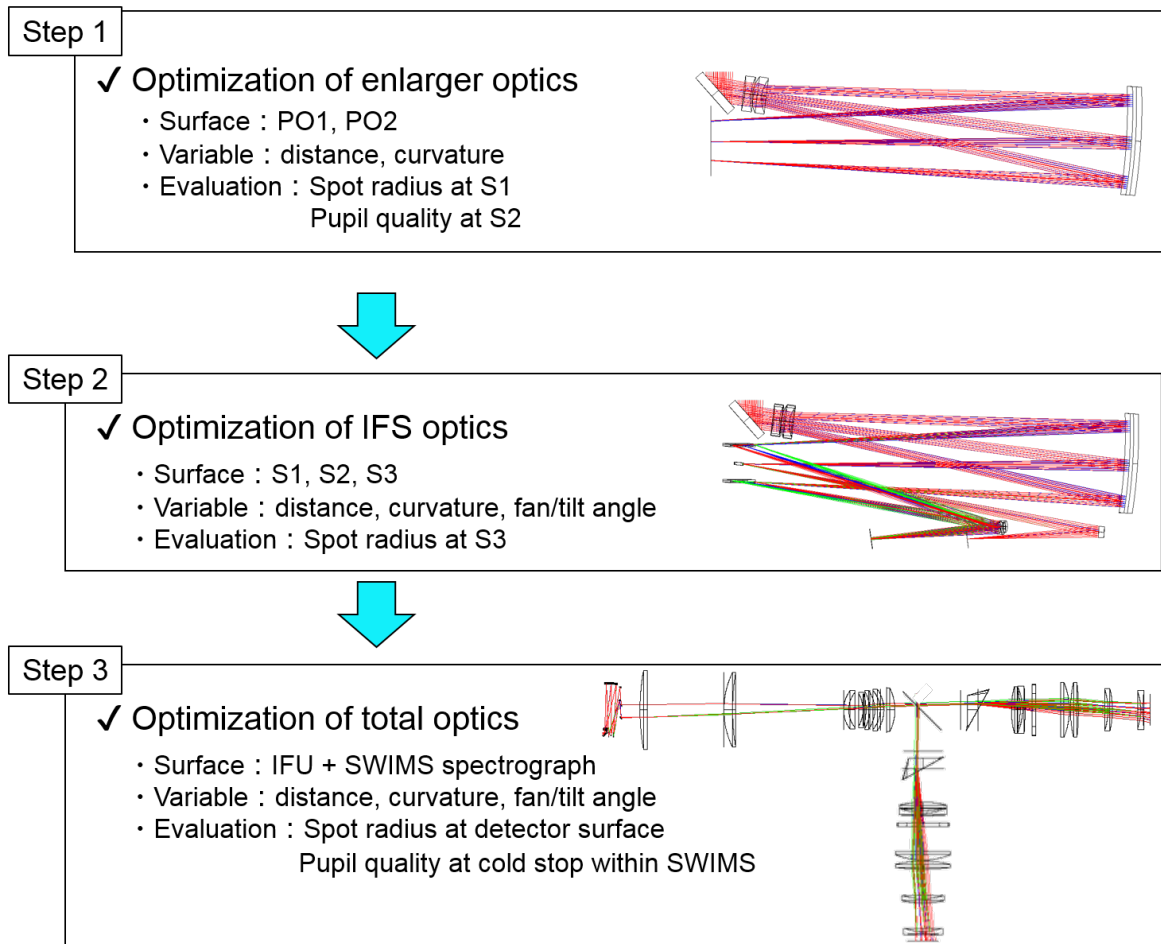 Step 1
✓ Optimization of enlarger optics
・Surface : PO1, PO2
・Variable : distance, curvature
・Evaluation : Spot radius at S1
Pupil quality at S2
Step 2
✓ Optimization of IFS optics
・Surface : S1, S2, S3
・Variable : distance, curvature, fan/tilt angle
・Evaluation : Spot radius at S3
Step 3
✓ Optimization of total optics
・Surface : IFU + SWIMS spectrograph
・Variable : distance, curvature, fan/tilt angle
・Evaluation : Spot radius at detector surface
Pupil quality at cold stop within SWIMS